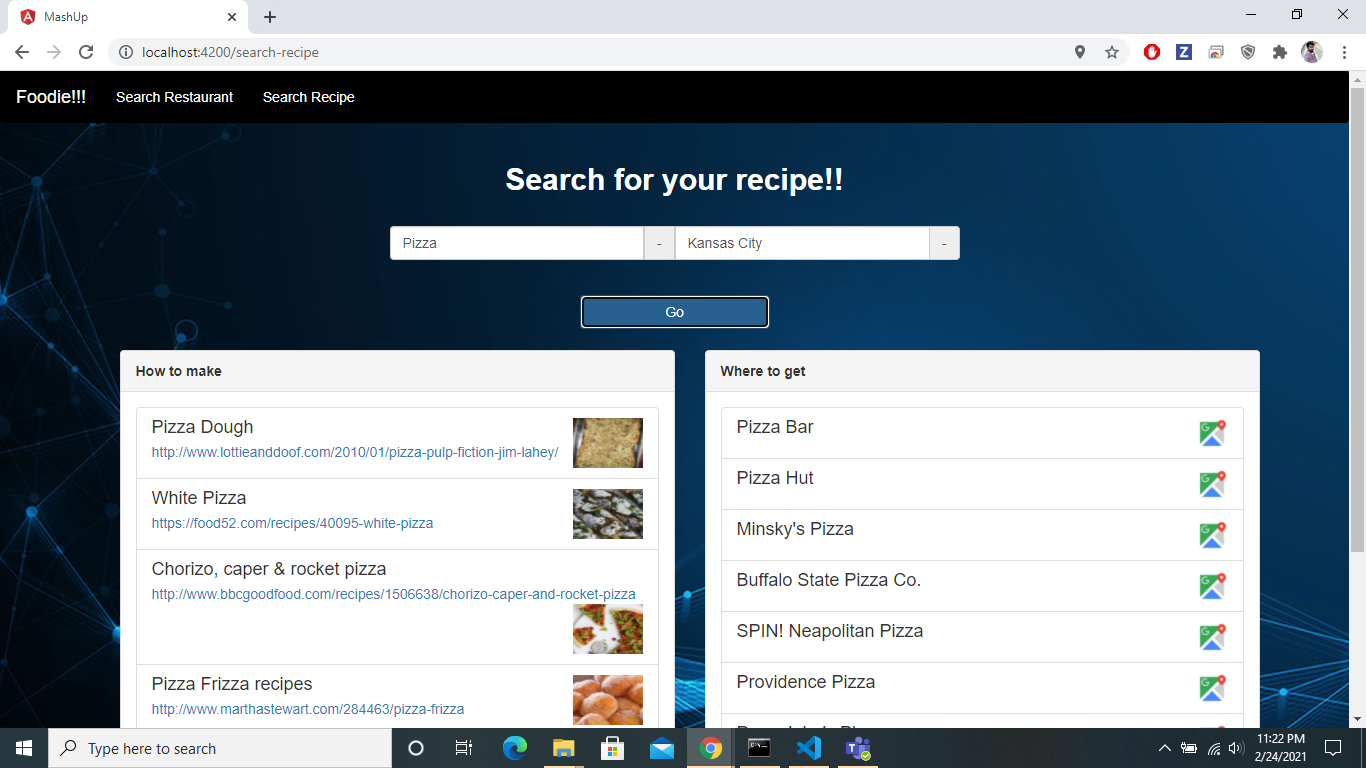 MashUp
localhost:4200/search-recipe
Foodie!!! Search Restaurant Search Recipe
Search for your recipe!!
Pizza - Kansas City -
Go
How to make
Pizza Dough
http://www.lottieanddoof.com/2010/01/pizza-pulp-fiction-jim-lahey/
White Pizza
https://food52.com/recipes/40095-white-pizza
Chorizo, caper & rocket pizza
http://www.bbcgoodfood.com/recipes/1506638/chorizo-caper-and-rocket-pizza
Pizza Frizza recipes
http://www.marthastewart.com/284463/pizza-frizza
Where to get
Pizza Bar
Pizza Hut
Minsky's Pizza
Buffalo State Pizza Co.
SPIN! Neapolitan Pizza
Providence Pizza
Type here to search
11:22 PM
2/24/2021